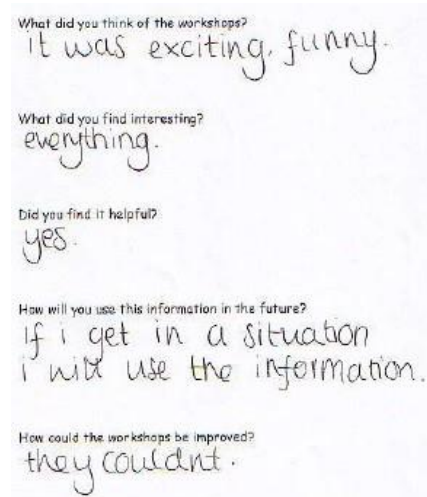 What did you think of the workshops?
it was exciting, funny.
What did you find interesting?
everything.
Did you find it helpful?
yes.
How will you use this information in the future?
if i get in a situation
i will use the information.
How could the workshops be improved?
they couldnt.